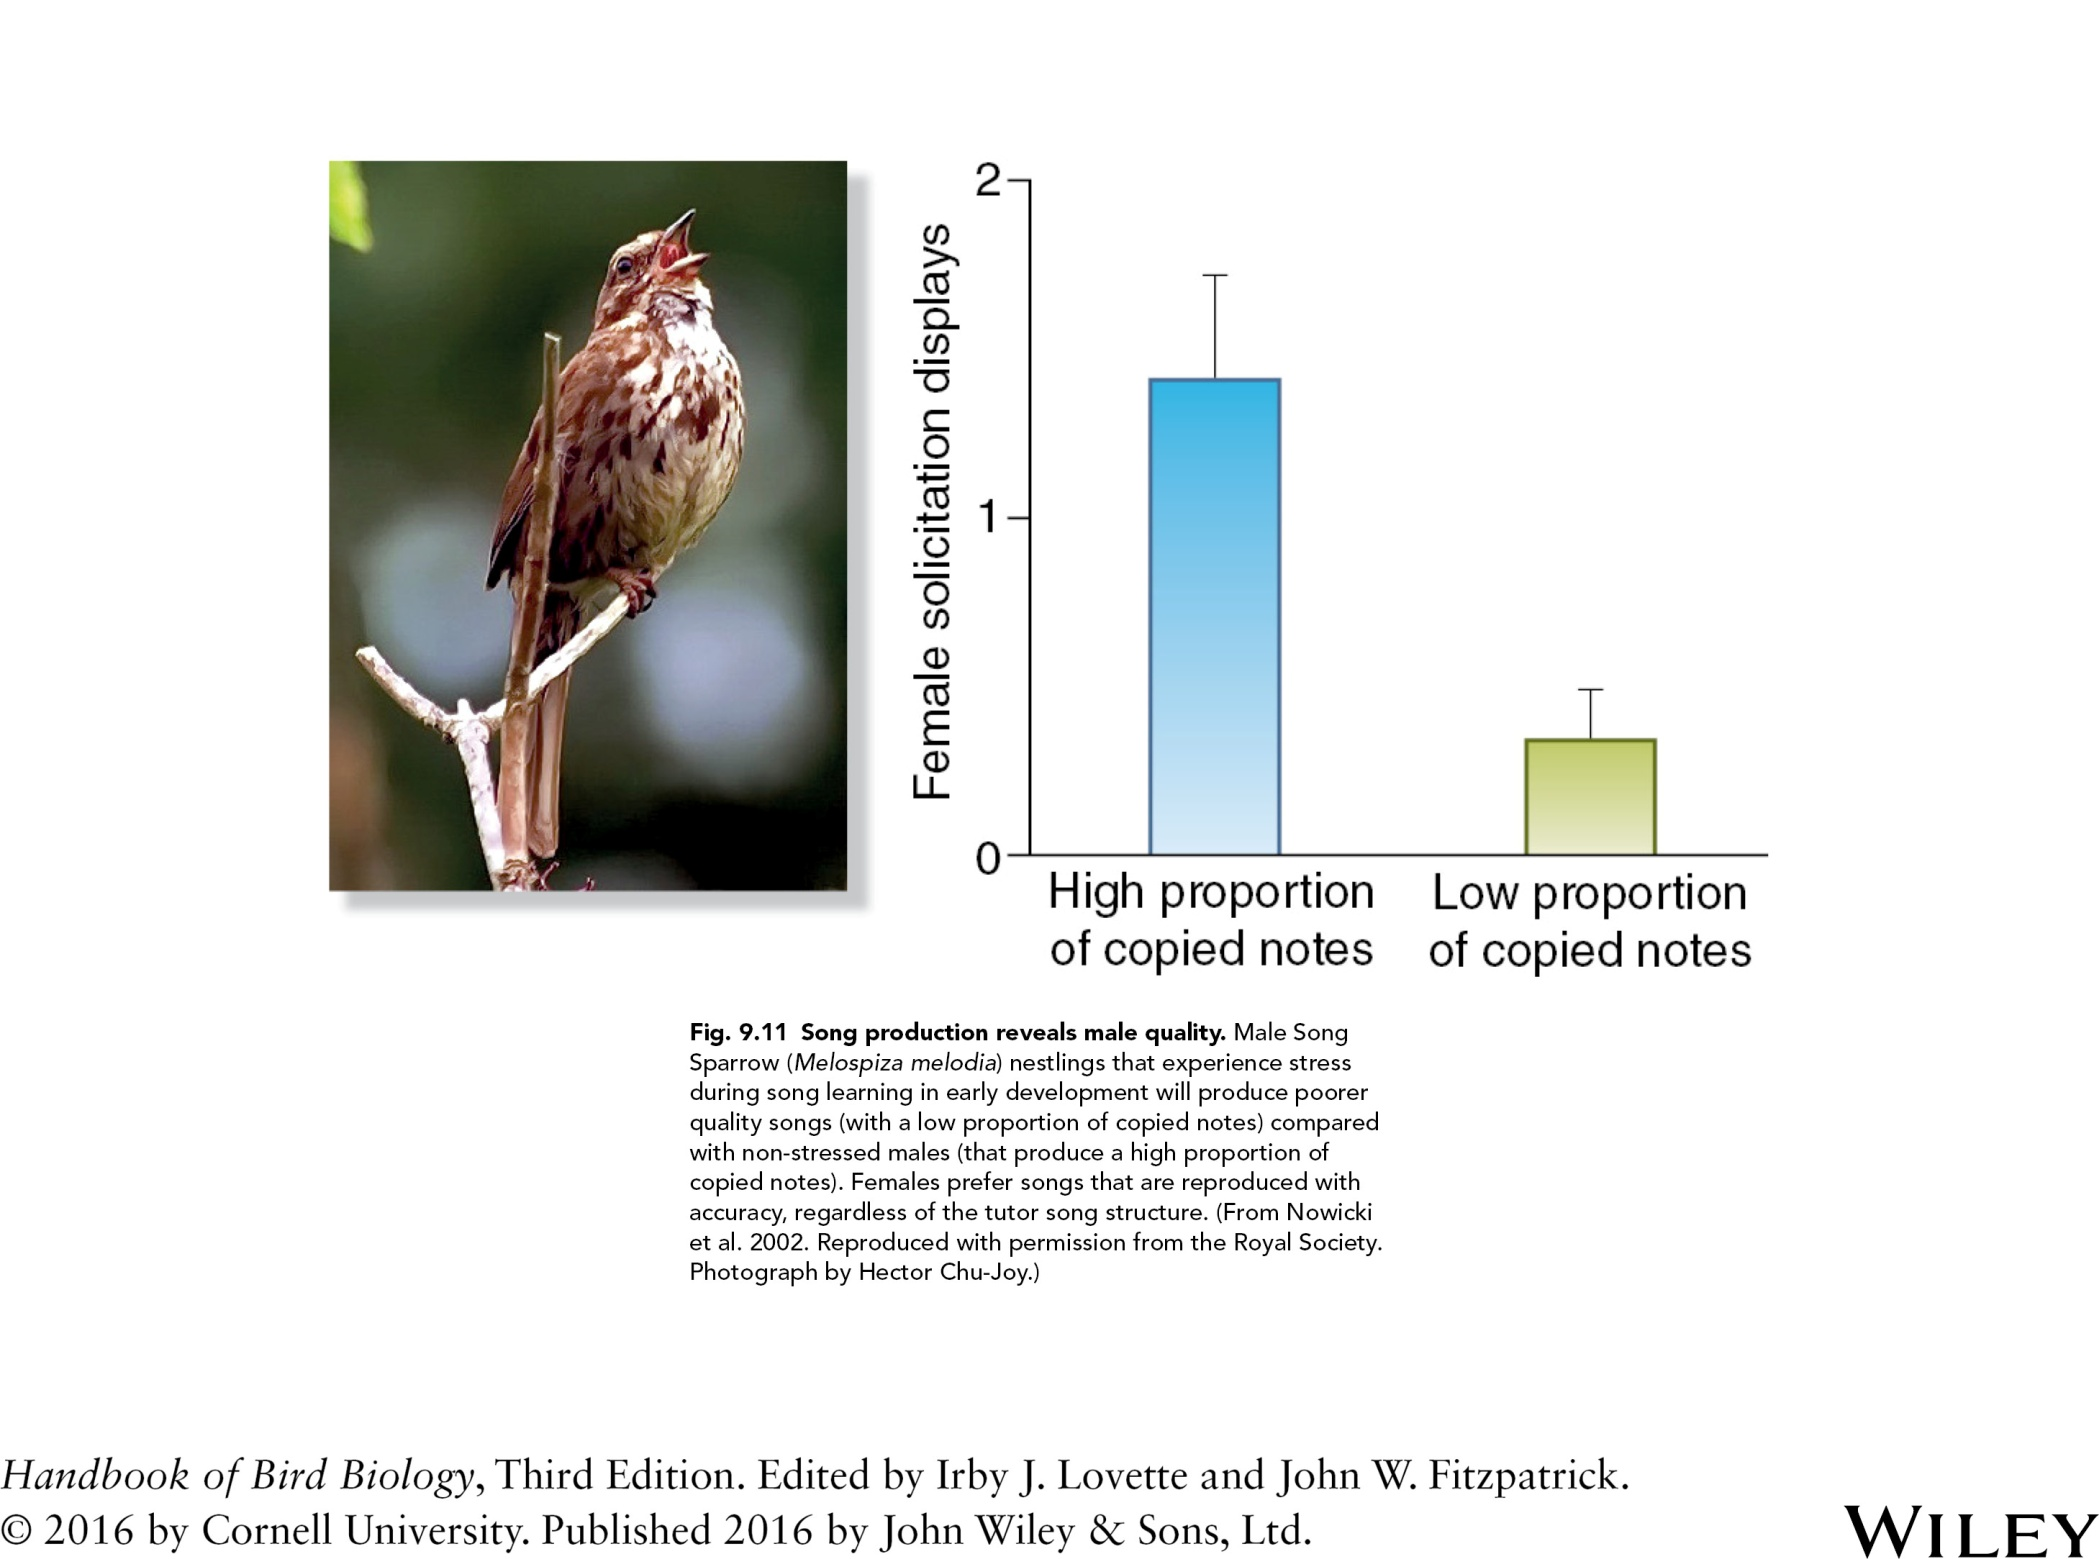 2
1
0
Female solicitation displays
High proportion
of copied notes
Low proportion
of copied notes
Fig. 9.11 Song production reveals male quality. Male Song
Sparrow (Melospiza melodia) nestlings that experience stress
during song learning in early development will produce poorer
quality songs (with a low proportion of copied notes) compared
with non-stressed males (that produce a high proportion of
copied notes). Females prefer songs that are reproduced with
accuracy, regardless of the tutor song structure. (From Nowicki
et al. 2002. Reproduced with permission from the Royal Society.
Photograph by Hector Chu-Joy.)
Handbook of Bird Biology, Third Edition. Edited by Irby J. Lovette and John W. Fitzpatrick.
© 2016 by Cornell University. Published 2016 by John Wiley & Sons, Ltd.
WILEY